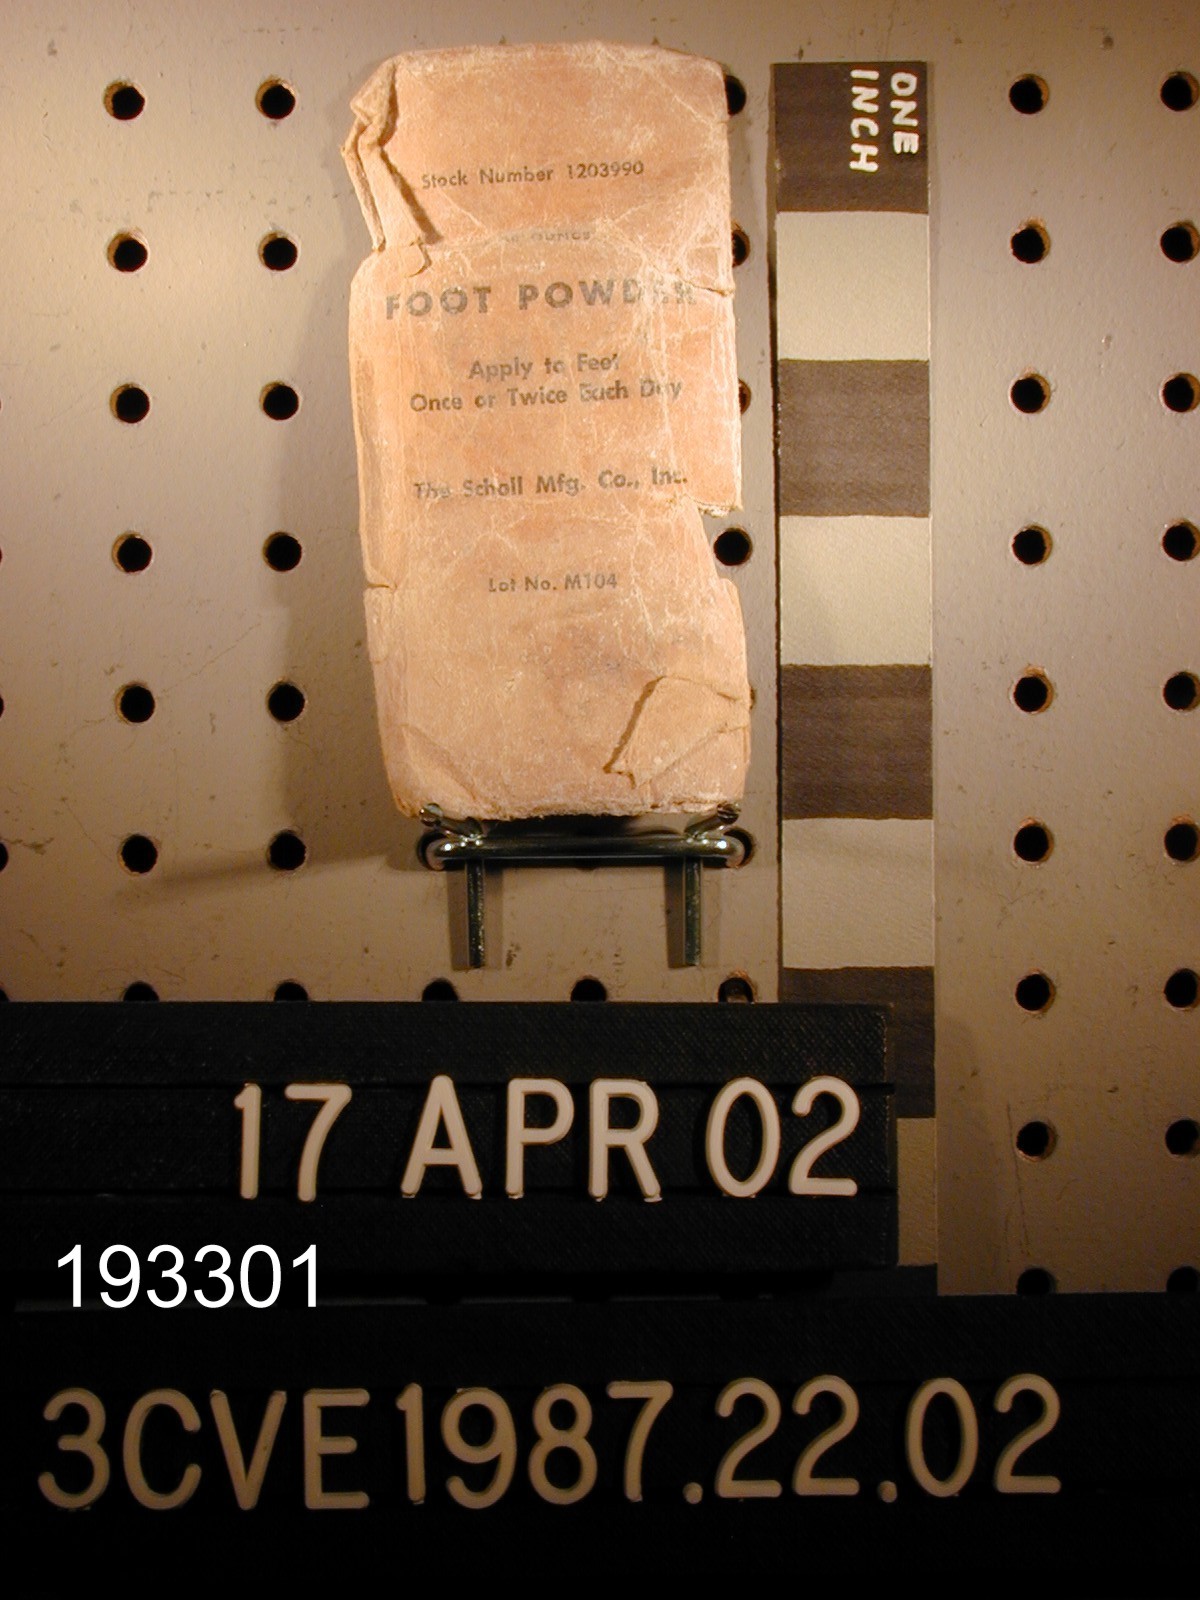 ONE
INCH
Stock Number 1203990
OUNCES
FOOT POWDER
Apply to Feet
Once or Twice Each Day
The Scholl Mfg. Co., Inc.
Lot No. M104
17 APR 02
193301
3CVE1987.22.02